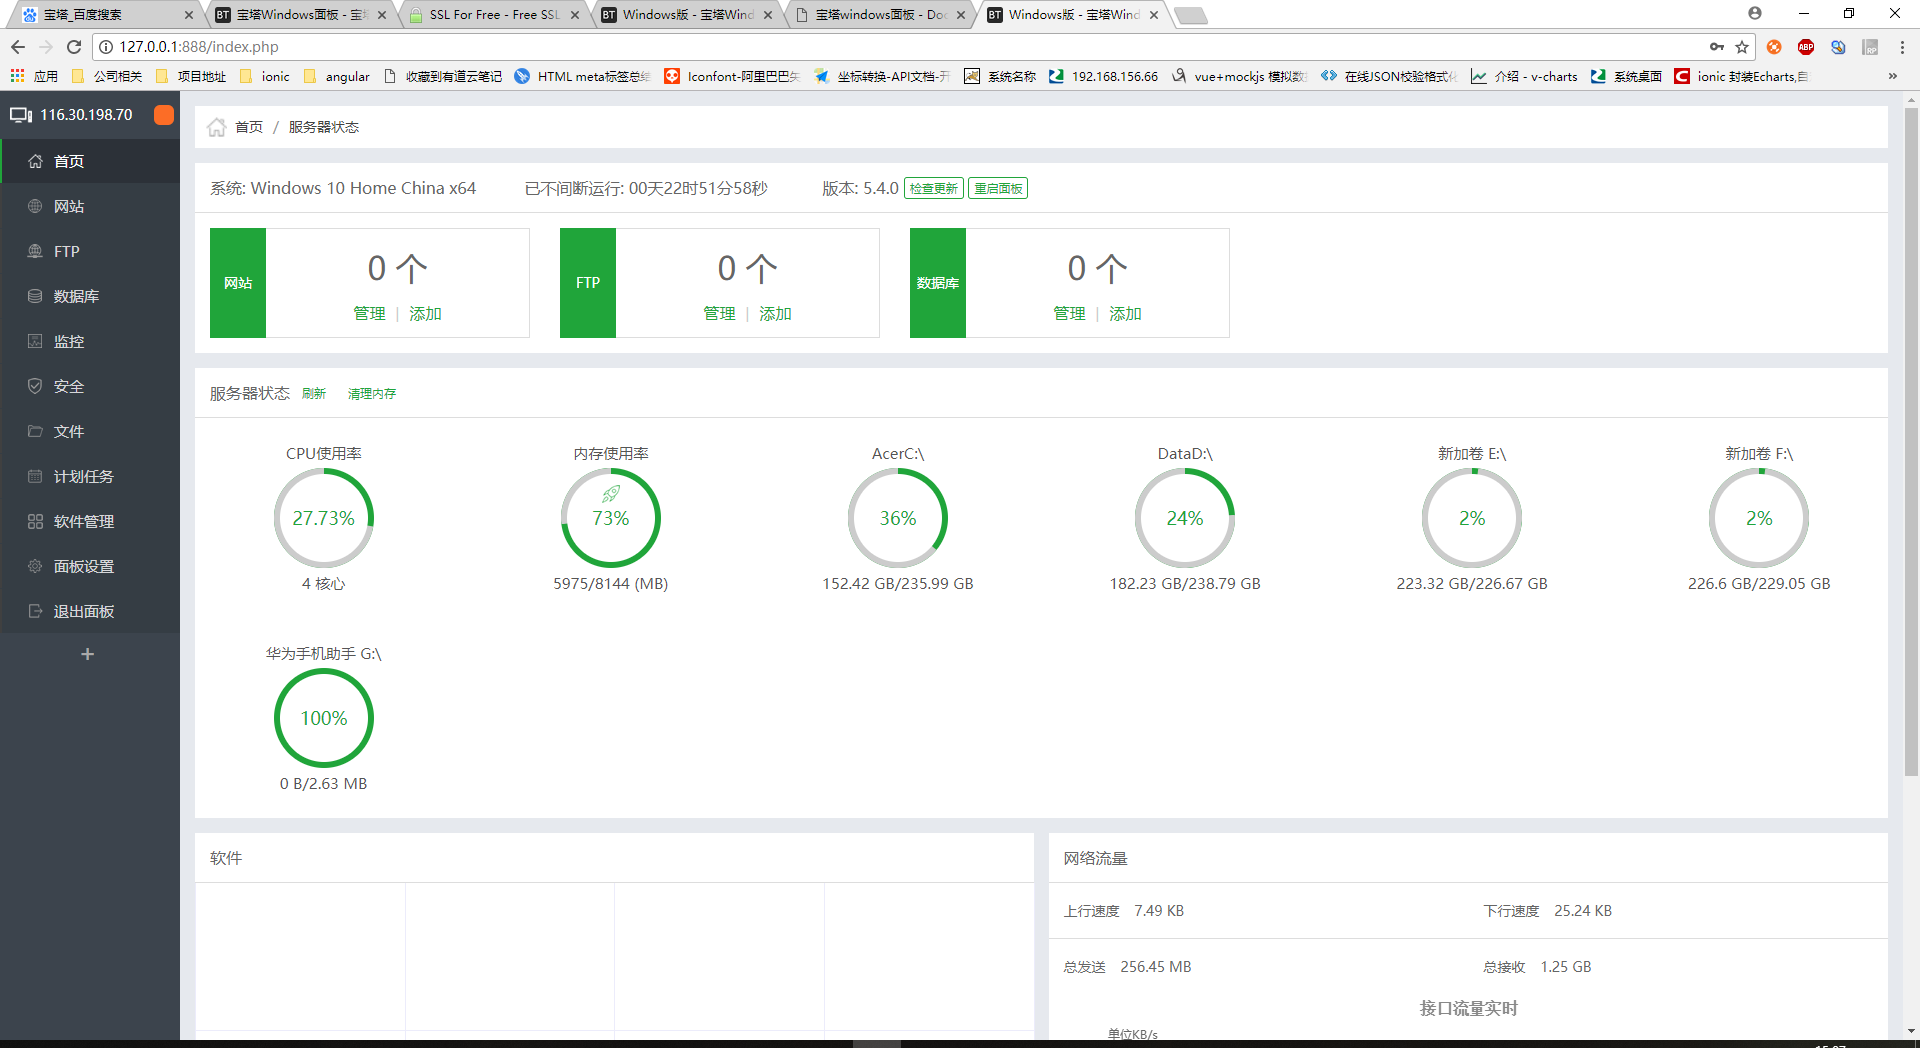 宝塔_百度搜索
宝塔Windows面板 - 宝
SSL For Free - Free SSL
Windows版 - 宝塔Wind
宝塔windows面板 - Doc
Windows版 - 宝塔Wind
127.0.0.1:888/index.php
应用 公司相关 项目地址 ionic angular 收藏到有道云笔记 HTML meta标签总结 Iconfont-阿里巴巴矢 坐标转换-API文档-开 系统名称 192.168.156.66 vue+mockjs 模拟数 在线JSON校验格式化 介绍 - v-charts 系统桌面 ionic 封装Echarts,自 »
116.30.198.70
首页
网站
FTP
数据库
监控
安全
文件
计划任务
软件管理
面板设置
退出面板
+
首页 / 服务器状态
系统: Windows 10 Home China x64 已不间断运行: 00天22时51分58秒 版本: 5.4.0 检查更新 重启面板
网站
0 个
管理 | 添加
FTP
0 个
管理 | 添加
数据库
0 个
管理 | 添加
服务器状态 刷新 清理内存
CPU使用率
27.73%
4 核心
内存使用率
73%
5975/8144 (MB)
AcerC:\
36%
152.42 GB/235.99 GB
DataD:\
24%
182.23 GB/238.79 GB
新加卷 E:\
2%
223.32 GB/226.67 GB
新加卷 F:\
2%
226.6 GB/229.05 GB
华为手机助手 G:\
100%
0 B/2.63 MB
软件
网络流量
上行速度 7.49 KB 下行速度 25.24 KB
总发送 256.45 MB 总接收 1.25 GB
接口流量实时
单位KB/s